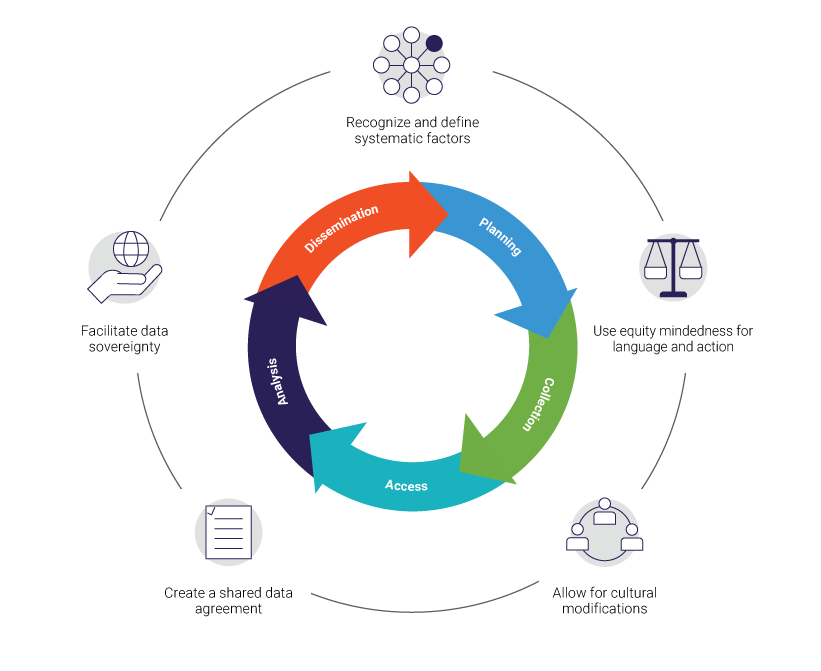 Recognize and define
systematic factors
Dissemination
Planning
Facilitate data
sovereignty
Use equity mindedness for
language and action
Analysis
Collection
Access
Create a shared data
agreement
Allow for cultural
modifications